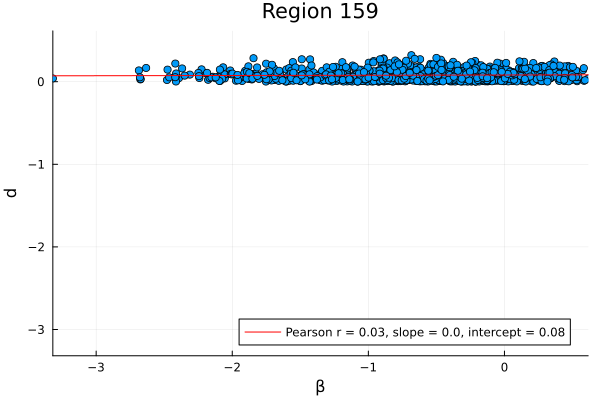 Region 159
0
−1
−2
−3
d
Pearson r = 0.03, slope = 0.0, intercept = 0.08
−3 −2 −1 0
β